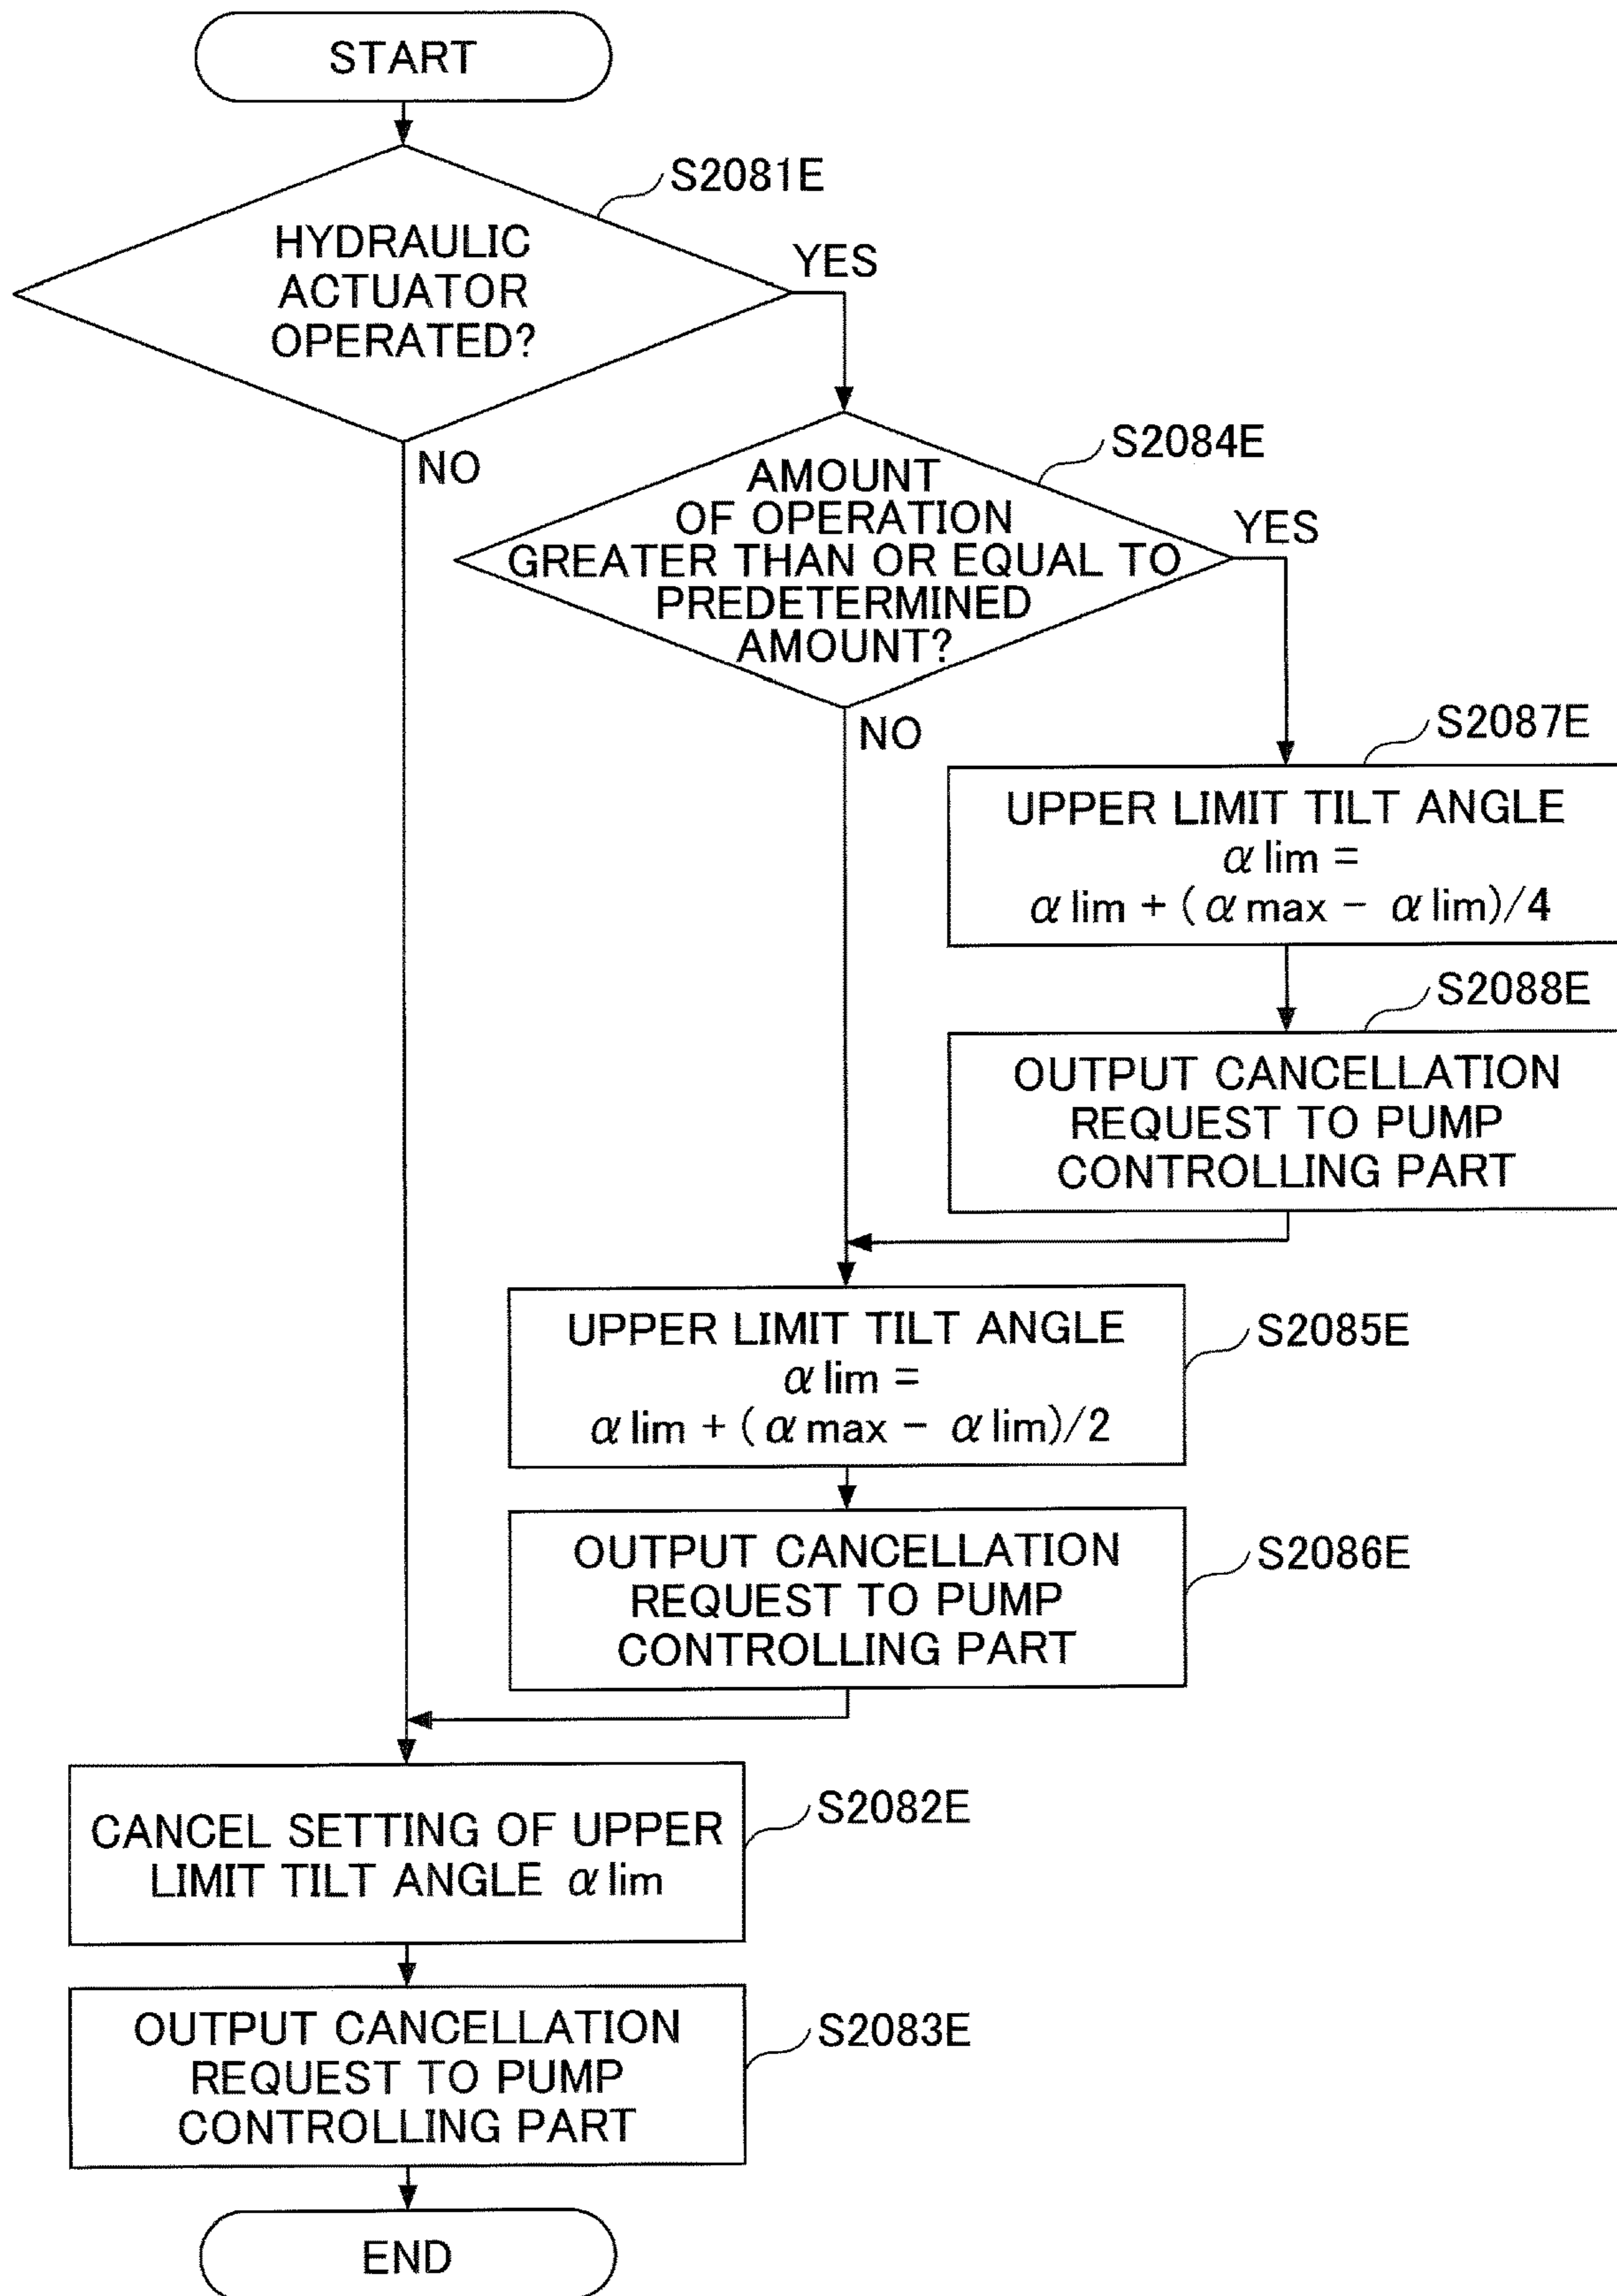 START
S2081E
HYDRAULIC
ACTUATOR
OPERATED?
YES
NO
S2084E
AMOUNT
OF OPERATION
GREATER THAN OR EQUAL TO
PREDETERMINED
AMOUNT?
YES
NO
S2087E
UPPER LIMIT TILT ANGLE
α lim =
α lim + (α max - α lim)/4
S2088E
OUTPUT CANCELLATION
REQUEST TO PUMP
CONTROLLING PART
UPPER LIMIT TILT ANGLE
α lim =
α lim + (α max - α lim)/2
S2085E
OUTPUT CANCELLATION
REQUEST TO PUMP
CONTROLLING PART
S2086E
CANCEL SETTING OF UPPER
LIMIT TILT ANGLE α lim
S2082E
OUTPUT CANCELLATION
REQUEST TO PUMP
CONTROLLING PART
S2083E
END